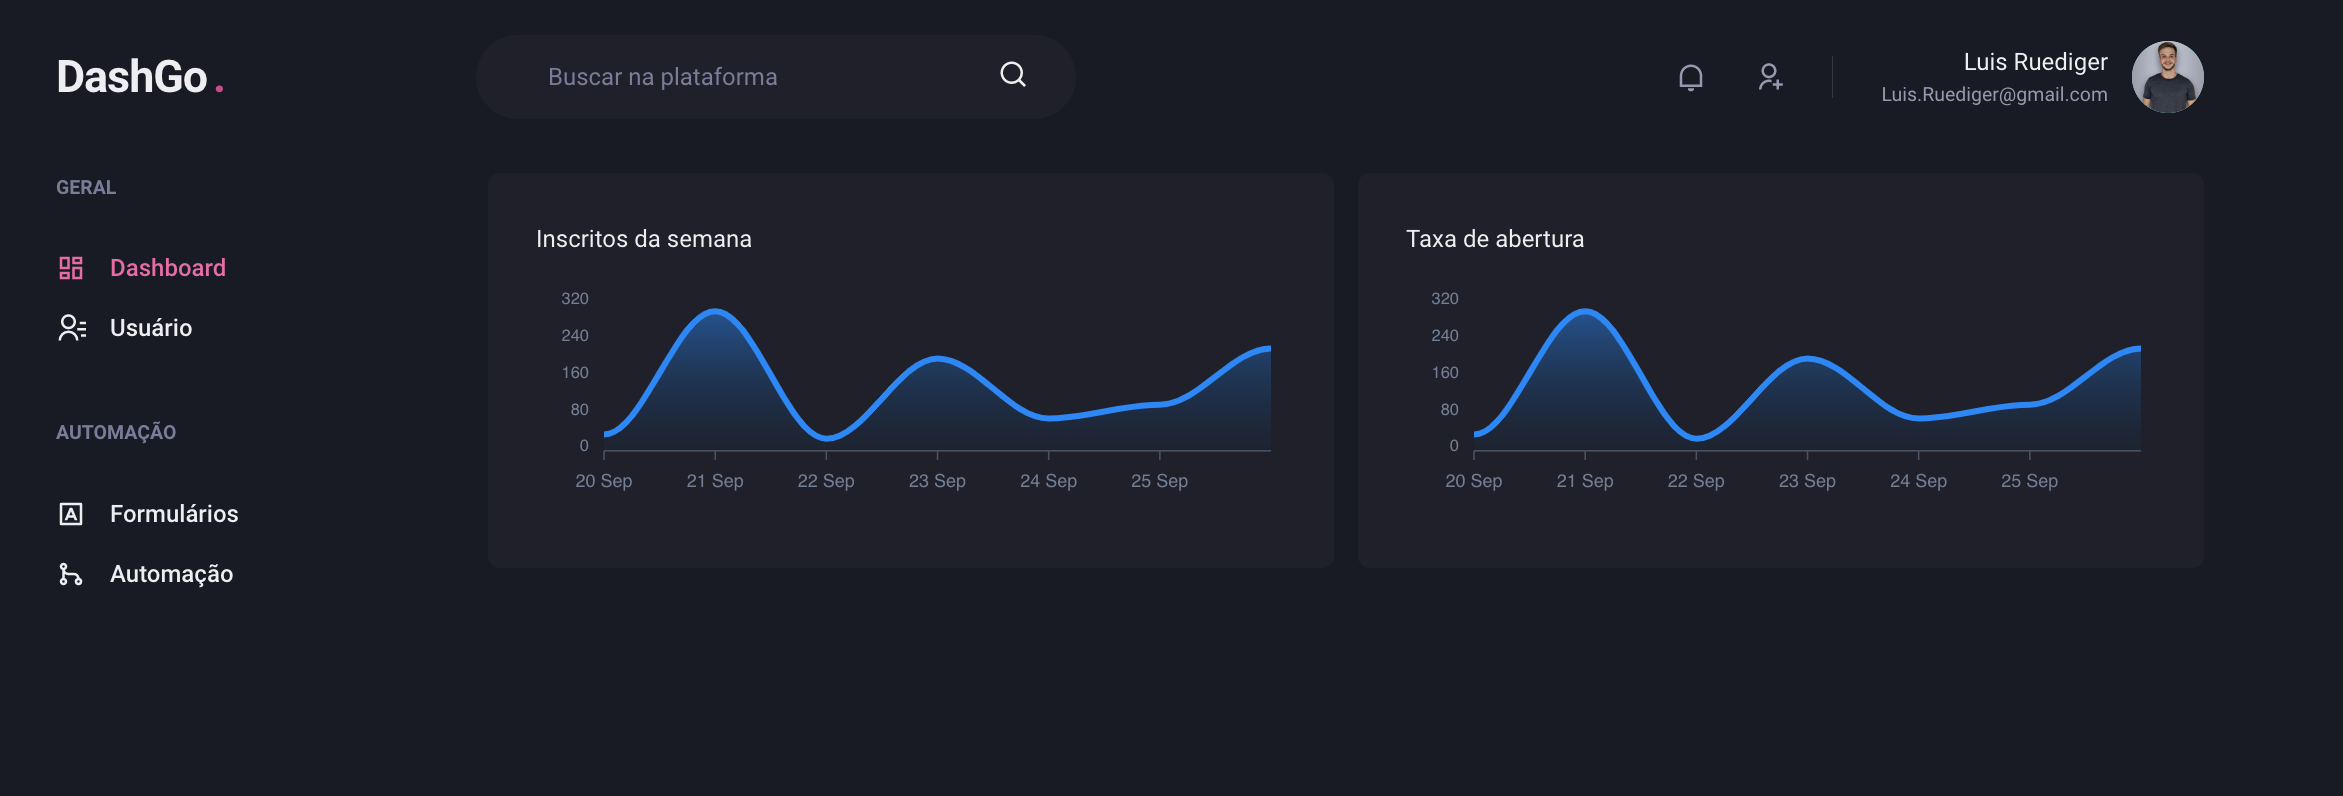 DashGo.
Buscar na plataforma
Luis Ruediger
Luis.Ruediger@gmail.com
GERAL
Dashboard
Usuário
AUTOMAÇÃO
Formulários
Automação
Inscritos da semana
320
240
160
80
0
20 Sep 21 Sep 22 Sep 23 Sep 24 Sep 25 Sep
Taxa de abertura
320
240
160
80
0
20 Sep 21 Sep 22 Sep 23 Sep 24 Sep 25 Sep